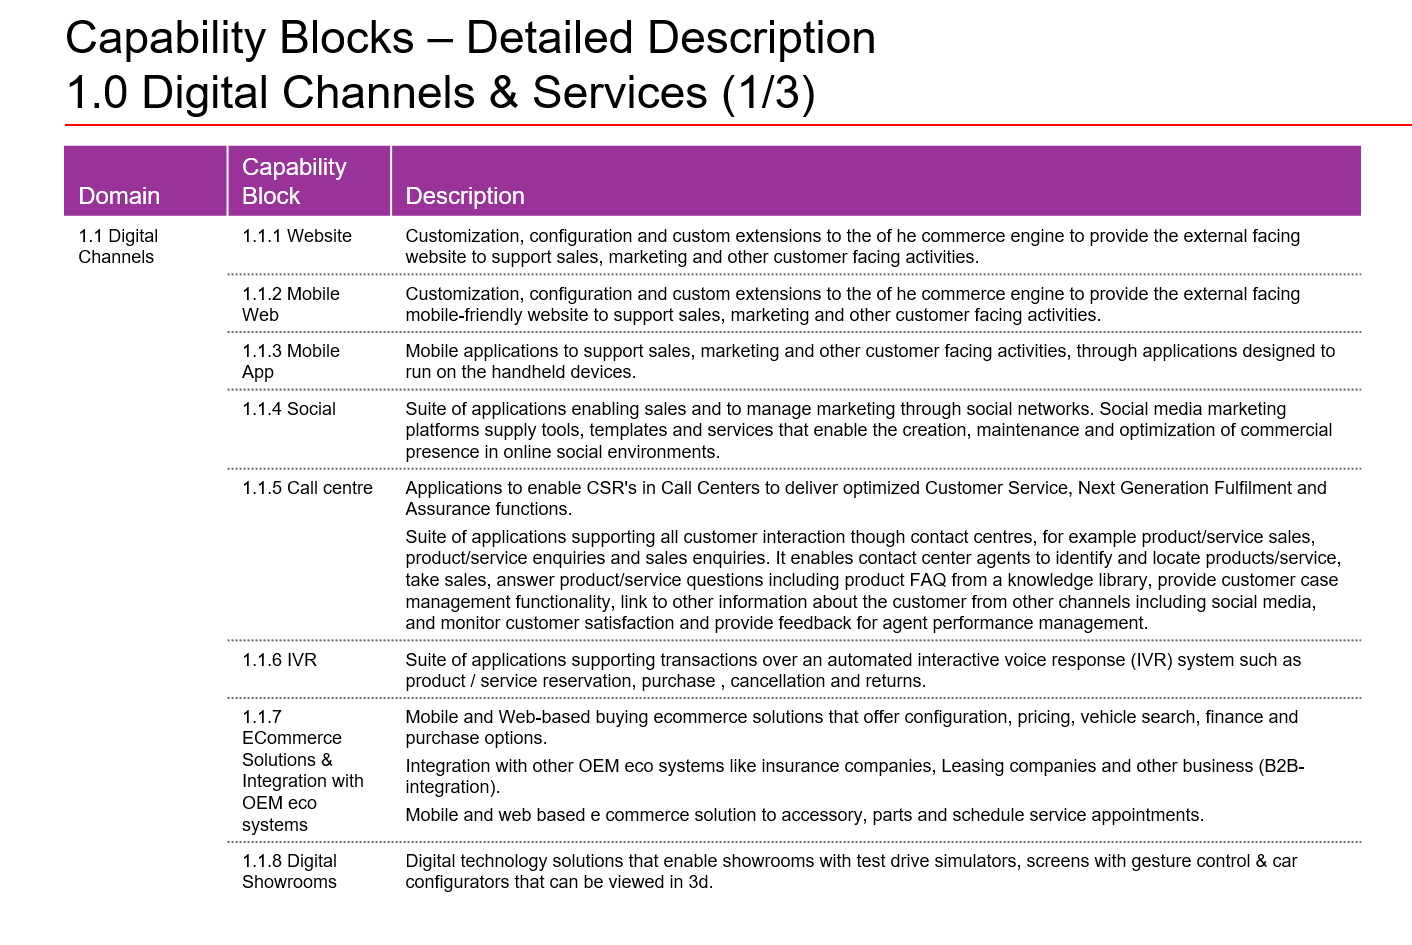 Capability Blocks – Detailed Description
1.0 Digital Channels & Services (1/3)
Domain
Capability
Block
Description
1.1 Digital
Channels
1.1.1 Website
Customization, configuration and custom extensions to the of he commerce engine to provide the external facing
website to support sales, marketing and other customer facing activities.
1.1.2 Mobile
Web
Customization, configuration and custom extensions to the of he commerce engine to provide the external facing
mobile-friendly website to support sales, marketing and other customer facing activities.
1.1.3 Mobile
App
Mobile applications to support sales, marketing and other customer facing activities, through applications designed to
run on the handheld devices.
1.1.4 Social
Suite of applications enabling sales and to manage marketing through social networks. Social media marketing
platforms supply tools, templates and services that enable the creation, maintenance and optimization of commercial
presence in online social environments.
1.1.5 Call centre
Applications to enable CSR's in Call Centers to deliver optimized Customer Service, Next Generation Fulfilment and
Assurance functions.
Suite of applications supporting all customer interaction though contact centres, for example product/service sales,
product/service enquiries and sales enquiries. It enables contact center agents to identify and locate products/service,
take sales, answer product/service questions including product FAQ from a knowledge library, provide customer case
management functionality, link to other information about the customer from other channels including social media,
and monitor customer satisfaction and provide feedback for agent performance management.
1.1.6 IVR
Suite of applications supporting transactions over an automated interactive voice response (IVR) system such as
product / service reservation, purchase , cancellation and returns.
1.1.7
ECommerce
Solutions &
Integration with
OEM eco
systems
Mobile and Web-based buying ecommerce solutions that offer configuration, pricing, vehicle search, finance and
purchase options.
Integration with other OEM eco systems like insurance companies, Leasing companies and other business (B2B-
integration).
Mobile and web based e commerce solution to accessory, parts and schedule service appointments.
1.1.8 Digital
Showrooms
Digital technology solutions that enable showrooms with test drive simulators, screens with gesture control & car
configurators that can be viewed in 3d.